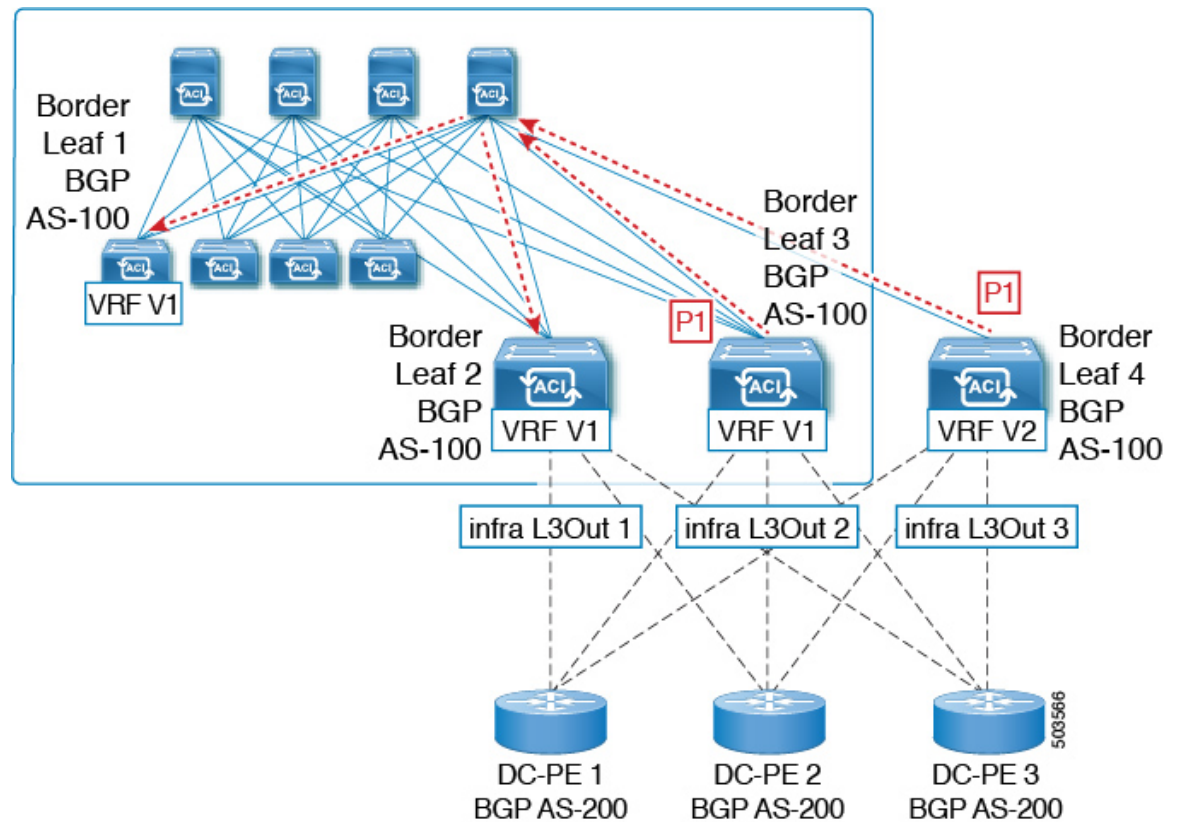 ACI
ACI
ACI
ACI
Border
Leaf 1
BGP
AS-100
ACI
ACI
ACI
ACI
VRF V1
Border
Leaf 3
BGP
AS-100
P1
P1
Border
Leaf 2
BGP
AS-100
ACI
VRF V1
ACI
VRF V1
ACI
VRF V2
Border
Leaf 4
BGP
AS-100
infra L3Out 1
infra L3Out 2
infra L3Out 3
503566
DC-PE 1
BGP AS-200
DC-PE 2
BGP AS-200
DC-PE 3
BGP AS-200